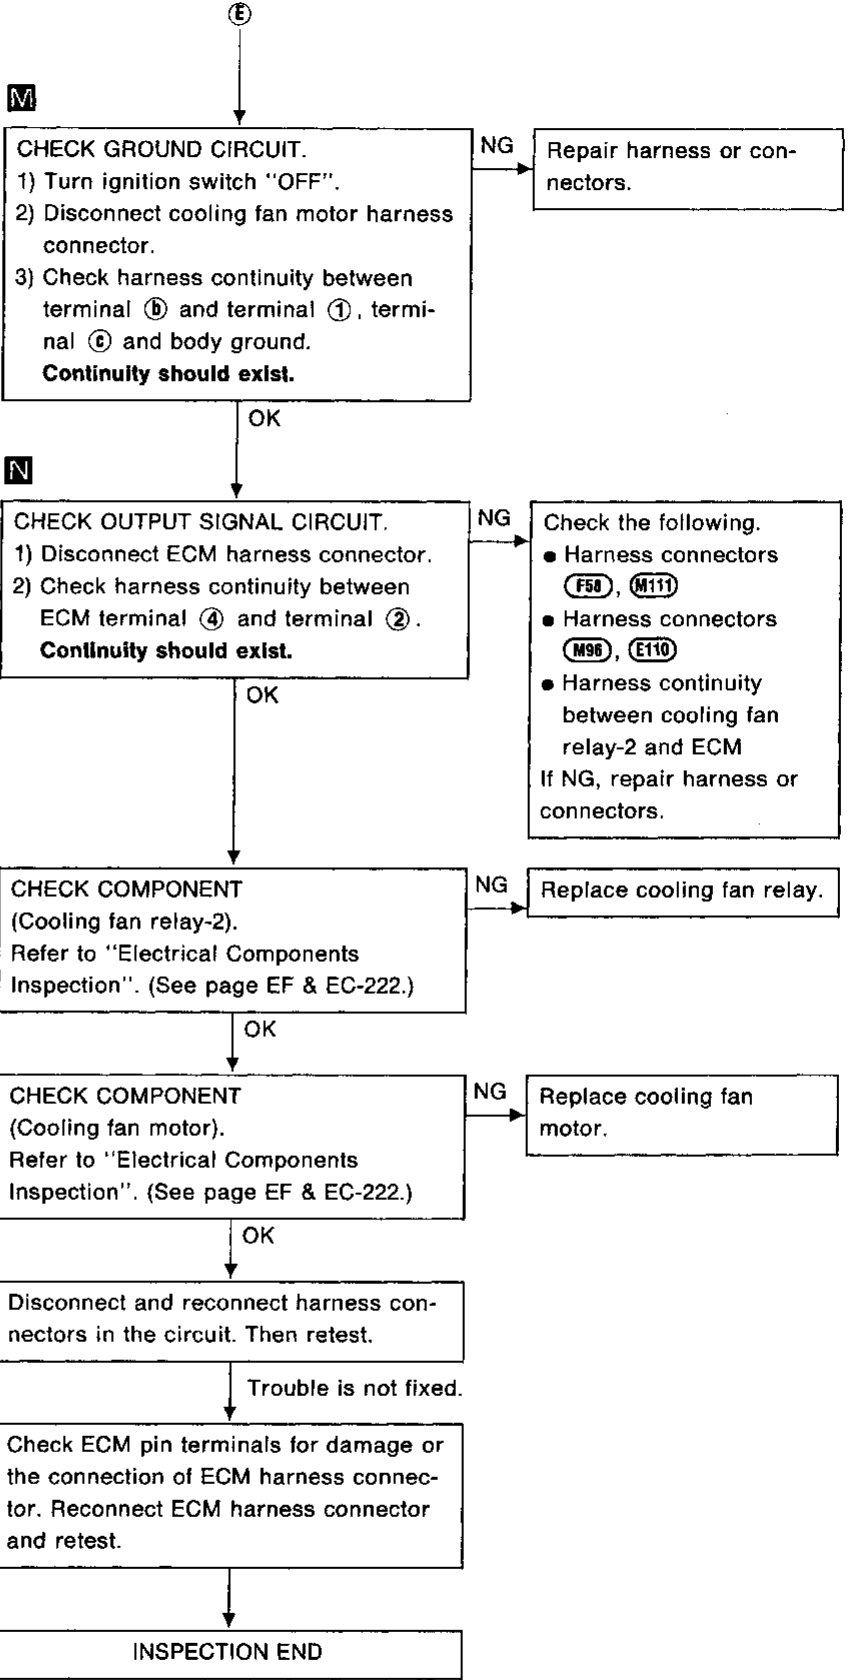 Ⓔ
M
CHECK GROUND CIRCUIT.
1) Turn ignition switch "OFF".
2) Disconnect cooling fan motor harness
connector.
3) Check harness continuity between
terminal ⓑ and terminal ①, termi-
nal ⓒ and body ground.
Continuity should exist.
NG
Repair harness or con-
nectors.
OK
N
CHECK OUTPUT SIGNAL CIRCUIT.
1) Disconnect ECM harness connector.
2) Check harness continuity between
ECM terminal ④ and terminal ②.
Continuity should exist.
NG
Check the following.
● Harness connectors
F58, M111
● Harness connectors
M96, E110
● Harness continuity
between cooling fan
relay-2 and ECM
If NG, repair harness or
connectors.
OK
CHECK COMPONENT
(Cooling fan relay-2).
Refer to "Electrical Components
Inspection". (See page EF & EC-222.)
NG
Replace cooling fan relay.
OK
CHECK COMPONENT
(Cooling fan motor).
Refer to "Electrical Components
Inspection". (See page EF & EC-222.)
NG
Replace cooling fan
motor.
OK
Disconnect and reconnect harness con-
nectors in the circuit. Then retest.
Trouble is not fixed.
Check ECM pin terminals for damage or
the connection of ECM harness connec-
tor. Reconnect ECM harness connector
and retest.
INSPECTION END